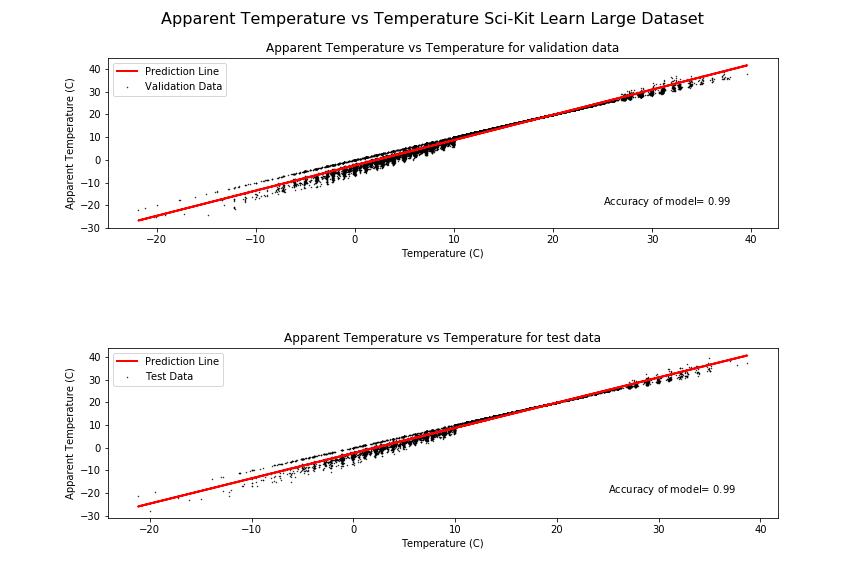 Apparent Temperature vs Temperature Sci-Kit Learn Large Dataset
Apparent Temperature vs Temperature for validation data
Prediction Line
Validation Data
Apparent Temperature (C)
40
30
20
10
0
−10
−20
−30
Accuracy of model= 0.99
−20
−10
0
10
20
30
40
Temperature (C)
Apparent Temperature vs Temperature for test data
Prediction Line
Test Data
Apparent Temperature (C)
40
30
20
10
0
−10
−20
−30
Accuracy of model= 0.99
−20
−10
0
10
20
30
40
Temperature (C)